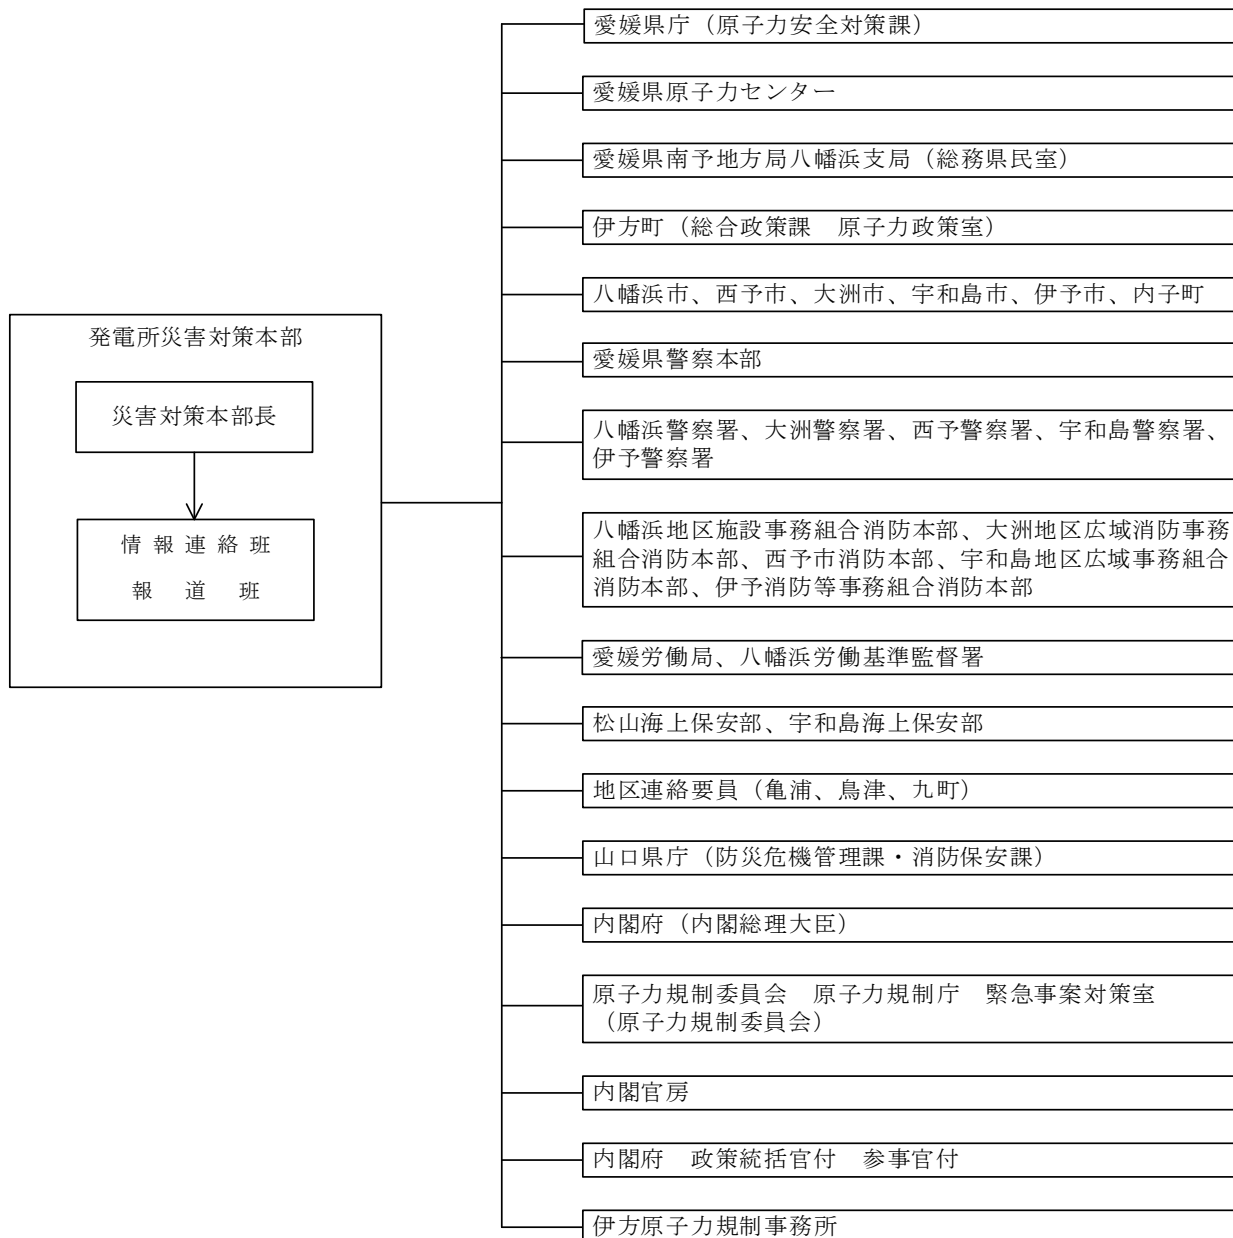 発電所災害対策本部
災害対策本部長
情報連絡班
報道班
愛媛県庁（原子力安全対策課）
愛媛県原子力センター
愛媛県南予地方局八幡浜支局（総務県民室）
伊方町（総合政策課　原子力政策室）
八幡浜市、西予市、大洲市、宇和島市、伊予市、内子町
愛媛県警察本部
八幡浜警察署、大洲警察署、西予警察署、宇和島警察署、
伊予警察署
八幡浜地区施設事務組合消防本部、大洲地区広域消防事務
組合消防本部、西予市消防本部、宇和島地区広域事務組合
消防本部、伊予消防等事務組合消防本部
愛媛労働局、八幡浜労働基準監督署
松山海上保安部、宇和島海上保安部
地区連絡要員（亀浦、鳥津、九町）
山口県庁（防災危機管理課・消防保安課）
内閣府（内閣総理大臣）
原子力規制委員会　原子力規制庁　緊急事案対策室
（原子力規制委員会）
内閣官房
内閣府　政策統括官付　参事官付
伊方原子力規制事務所